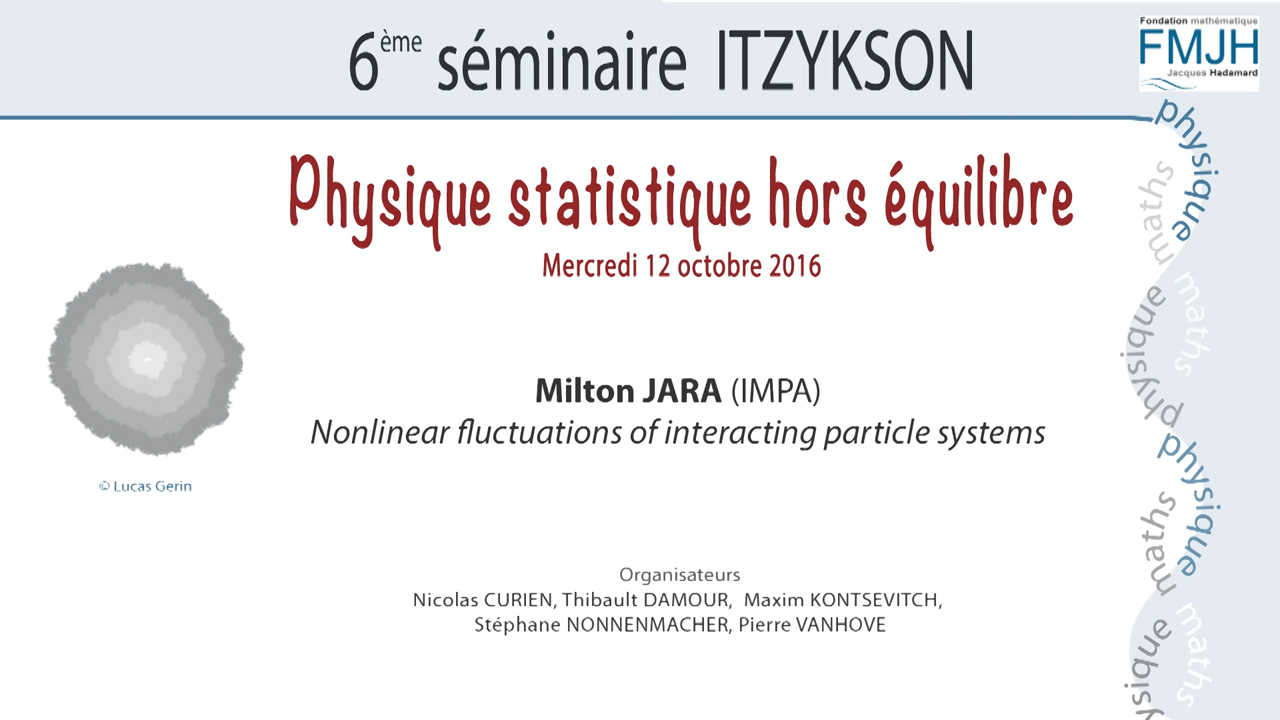 6ème séminaire ITZYKSON
Fondation mathématique
FMJH
Jacques Hadamard
Physique statistique hors équilibre
Mercredi 12 octobre 2016
Milton JARA (IMPA)
Nonlinear fluctuations of interacting particle systems
© Lucas Gerin
Organisateurs
Nicolas CURIEN, Thibault DAMOUR, Maxim KONTSEVITCH,
Stéphane NONNENMACHER, Pierre VANHOVE
physique
maths
maths
physique
physique
maths
maths
physique